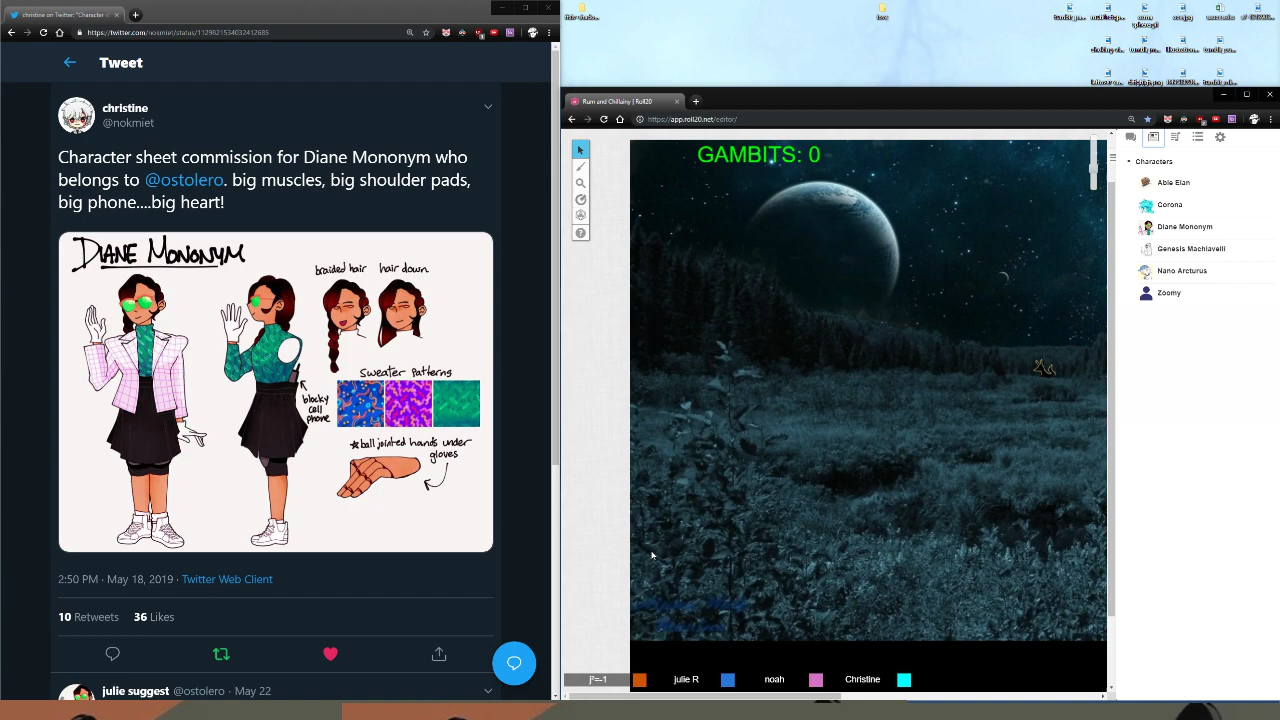 christine on Twitter: "Character s
https://twitter.com/nokmiet/status/1129821534032412685
Tweet
christine
@nokmiet
Character sheet commission for Diane Mononym who
belongs to @ostolero. big muscles, big shoulder pads,
big phone....big heart!
DIANE MONONYM
braided hair
hair down
sweater patterns
blocky
cell
phone
★ball jointed hands under
gloves
2:50 PM · May 18, 2019 · Twitter Web Client
10 Retweets 36 Likes
julie suggest @ostolero · May 22
love
Rum and Chillainy | Roll20
https://app.roll20.net/editor/
GAMBITS: 0
Characters
Able Elan
Corona
Diane Mononym
Genesis Machiavelli
Nano Arcturus
Zoomy
j²=-1
julie R
noah
Christine